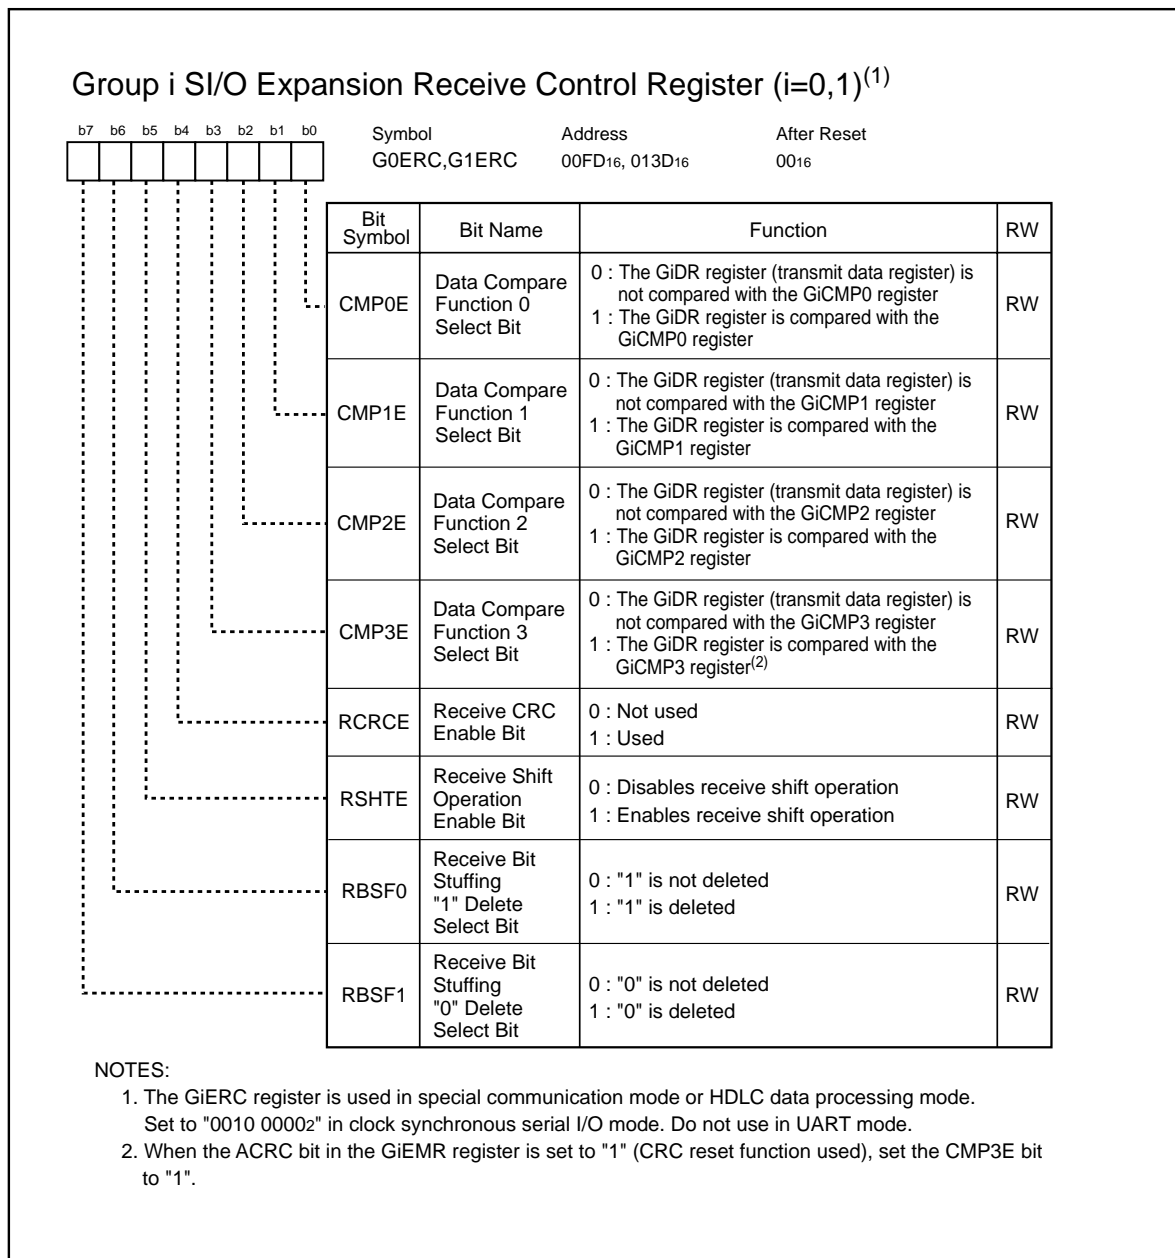 Group i SI/O Expansion Receive Control Register (i=0,1)(1)
b7 b6 b5 b4 b3 b2 b1 b0
Symbol Address After Reset
G0ERC,G1ERC 00FD16, 013D16 0016
Bit Symbol Bit Name Function RW
CMP0E
Data Compare
Function 0
Select Bit
0 : The GiDR register (transmit data register) is
not compared with the GiCMP0 register
1 : The GiDR register is compared with the
GiCMP0 register
RW
CMP1E
Data Compare
Function 1
Select Bit
0 : The GiDR register (transmit data register) is
not compared with the GiCMP1 register
1 : The GiDR register is compared with the
GiCMP1 register
RW
CMP2E
Data Compare
Function 2
Select Bit
0 : The GiDR register (transmit data register) is
not compared with the GiCMP2 register
1 : The GiDR register is compared with the
GiCMP2 register
RW
CMP3E
Data Compare
Function 3
Select Bit
0 : The GiDR register (transmit data register) is
not compared with the GiCMP3 register
1 : The GiDR register is compared with the
GiCMP3 register(2)
RW
RCRCE
Receive CRC
Enable Bit
0 : Not used
1 : Used
RW
RSHTE
Receive Shift
Operation
Enable Bit
0 : Disables receive shift operation
1 : Enables receive shift operation
RW
RBSF0
Receive Bit
Stuffing
"1" Delete
Select Bit
0 : "1" is not deleted
1 : "1" is deleted
RW
RBSF1
Receive Bit
Stuffing
"0" Delete
Select Bit
0 : "0" is not deleted
1 : "0" is deleted
RW
NOTES:
1. The GiERC register is used in special communication mode or HDLC data processing mode.
Set to "0010 00002" in clock synchronous serial I/O mode. Do not use in UART mode.
2. When the ACRC bit in the GiEMR register is set to "1" (CRC reset function used), set the CMP3E bit
to "1".